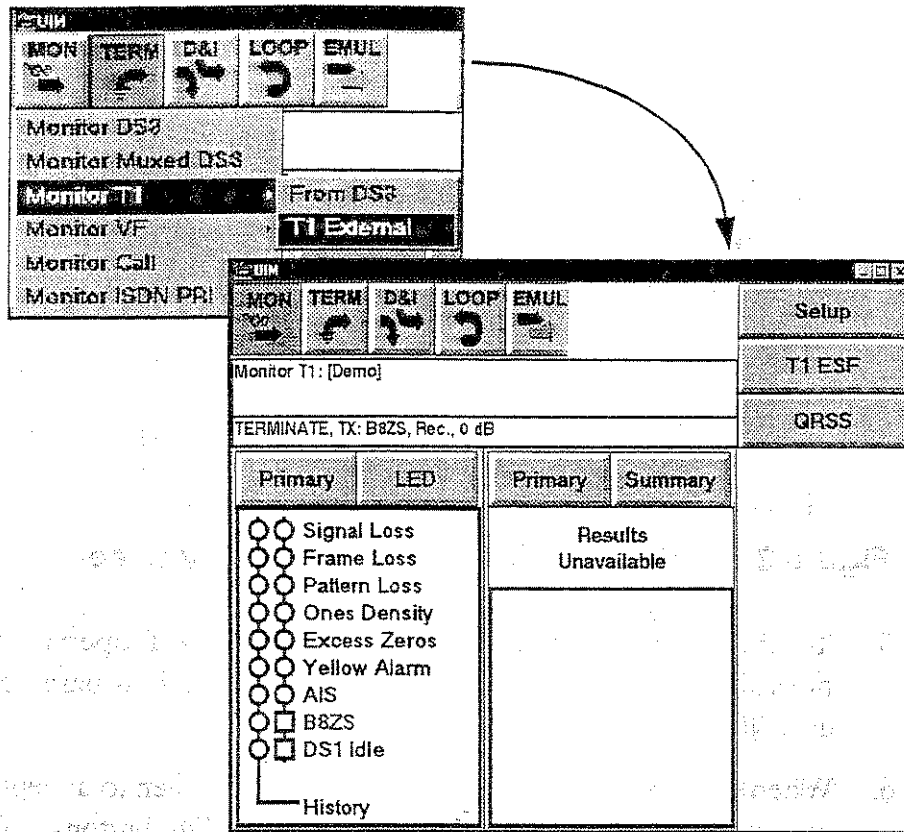 UIN
MON TERM D&I LOOP EMUL
Monitor DS3
Monitor Muxed DS3
Monitor T1
From DS3
T1 External
Monitor VF
Monitor Call
Monitor ISDN PRI
UIN
MON TERM D&I LOOP EMUL
Setup
T1 ESF
QRSS
Monitor T1: [Demo]
TERMINATE, TX: B8ZS, Rec., 0 dB
Primary LED
Primary Summary
Signal Loss
Frame Loss
Pattern Loss
Ones Density
Excess Zeros
Yellow Alarm
AIS
B8ZS
DS1 Idle
History
Results
Unavailable